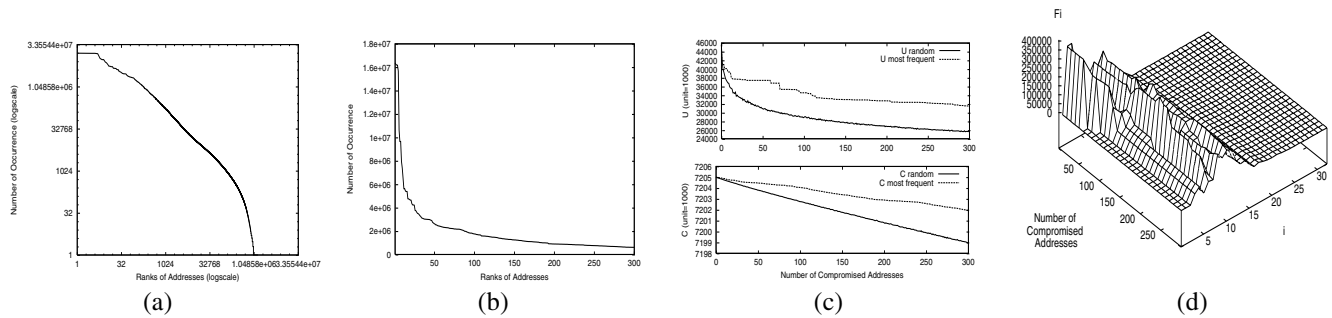 3.35544e+07
1.04858e+06
32768
1024
32
1
Number of Occurrence (logscale)
1 32 1024 32768 1.04858e+06 3.35544e+07
Ranks of Addresses (logscale)
(a)
1.8e+07
1.6e+07
1.4e+07
1.2e+07
1e+07
8e+06
6e+06
4e+06
2e+06
0
Number of Occurrence
50 100 150 200 250 300
Ranks of Addresses
(b)
46000
44000
42000
40000
38000
36000
34000
32000
30000
28000
26000
24000
U (unit=1000)
U random
U most frequent
0 50 100 150 200 250 300
7206
7205
7204
7203
7202
7201
7200
7199
7198
C (unit=1000)
C random
C most frequent
0 50 100 150 200 250 300
Number of Compromised Addresses
(c)
Fi
400000
350000
300000
250000
200000
150000
100000
50000
0
50
100
150
200
250
Number of
Compromised
Addresses
5
10
15
20
25
30
i
(d)